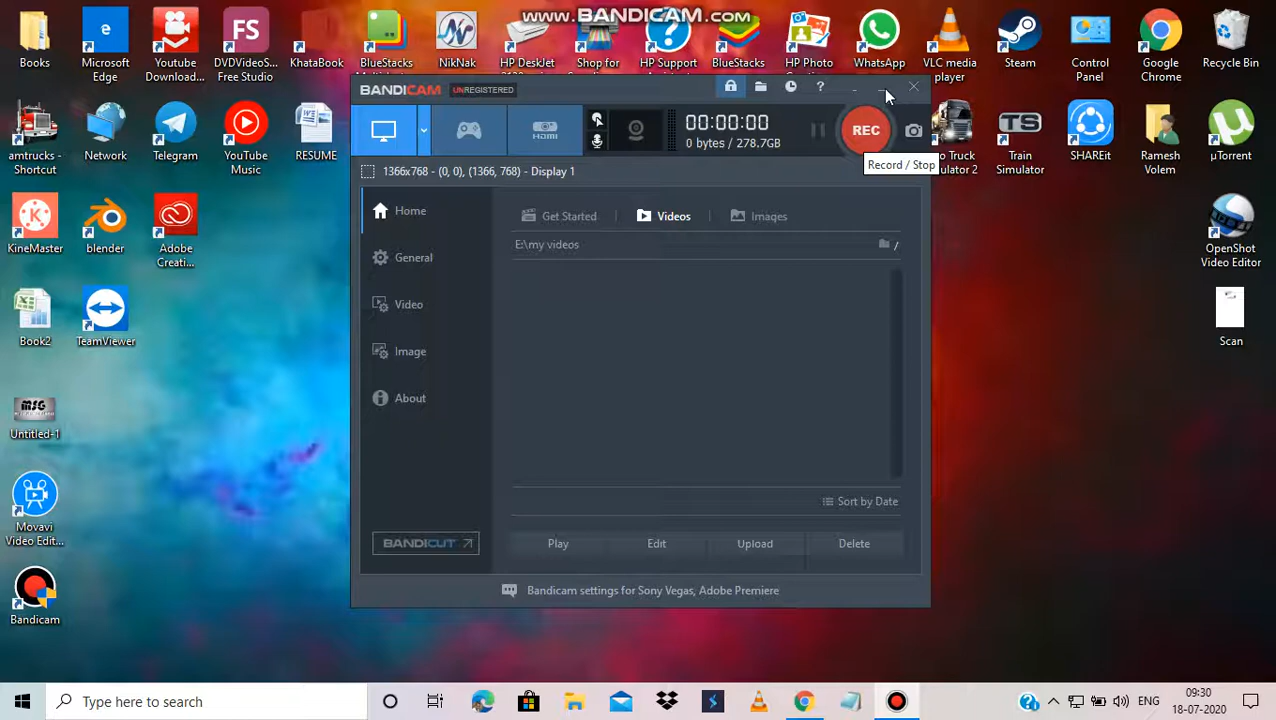 www.BANDICAM.com
Books
Microsoft Edge
Youtube Download...
DVDVideoS... Free Studio
KhataBook
BlueStacks
NikNak
HP DeskJet
Shop for
HP Support
BlueStacks
HP Photo
WhatsApp
VLC media player
Steam
Control Panel
Google Chrome
Recycle Bin
BANDICAM UNREGISTERED
HDMI
00:00:00
0 bytes / 278.7GB
REC
Record / Stop
1366x768 - (0, 0), (1366, 768) - Display 1
Home
General
Video
Image
About
BANDICUT
Get Started
Videos
Images
E:\my videos
/
Sort by Date
Play
Edit
Upload
Delete
Bandicam settings for Sony Vegas, Adobe Premiere
amtrucks - Shortcut
Network
Telegram
YouTube Music
RESUME
Truck
TS
Train Simulator
SHAREit
Ramesh Volem
µTorrent
KineMaster
blender
Adobe Creati...
OpenShot Video Editor
Book2
TeamViewer
Scan
MSG
Untitled-1
Movavi Video Edit...
Bandicam
Type here to search
ENG
09:30
18-07-2020